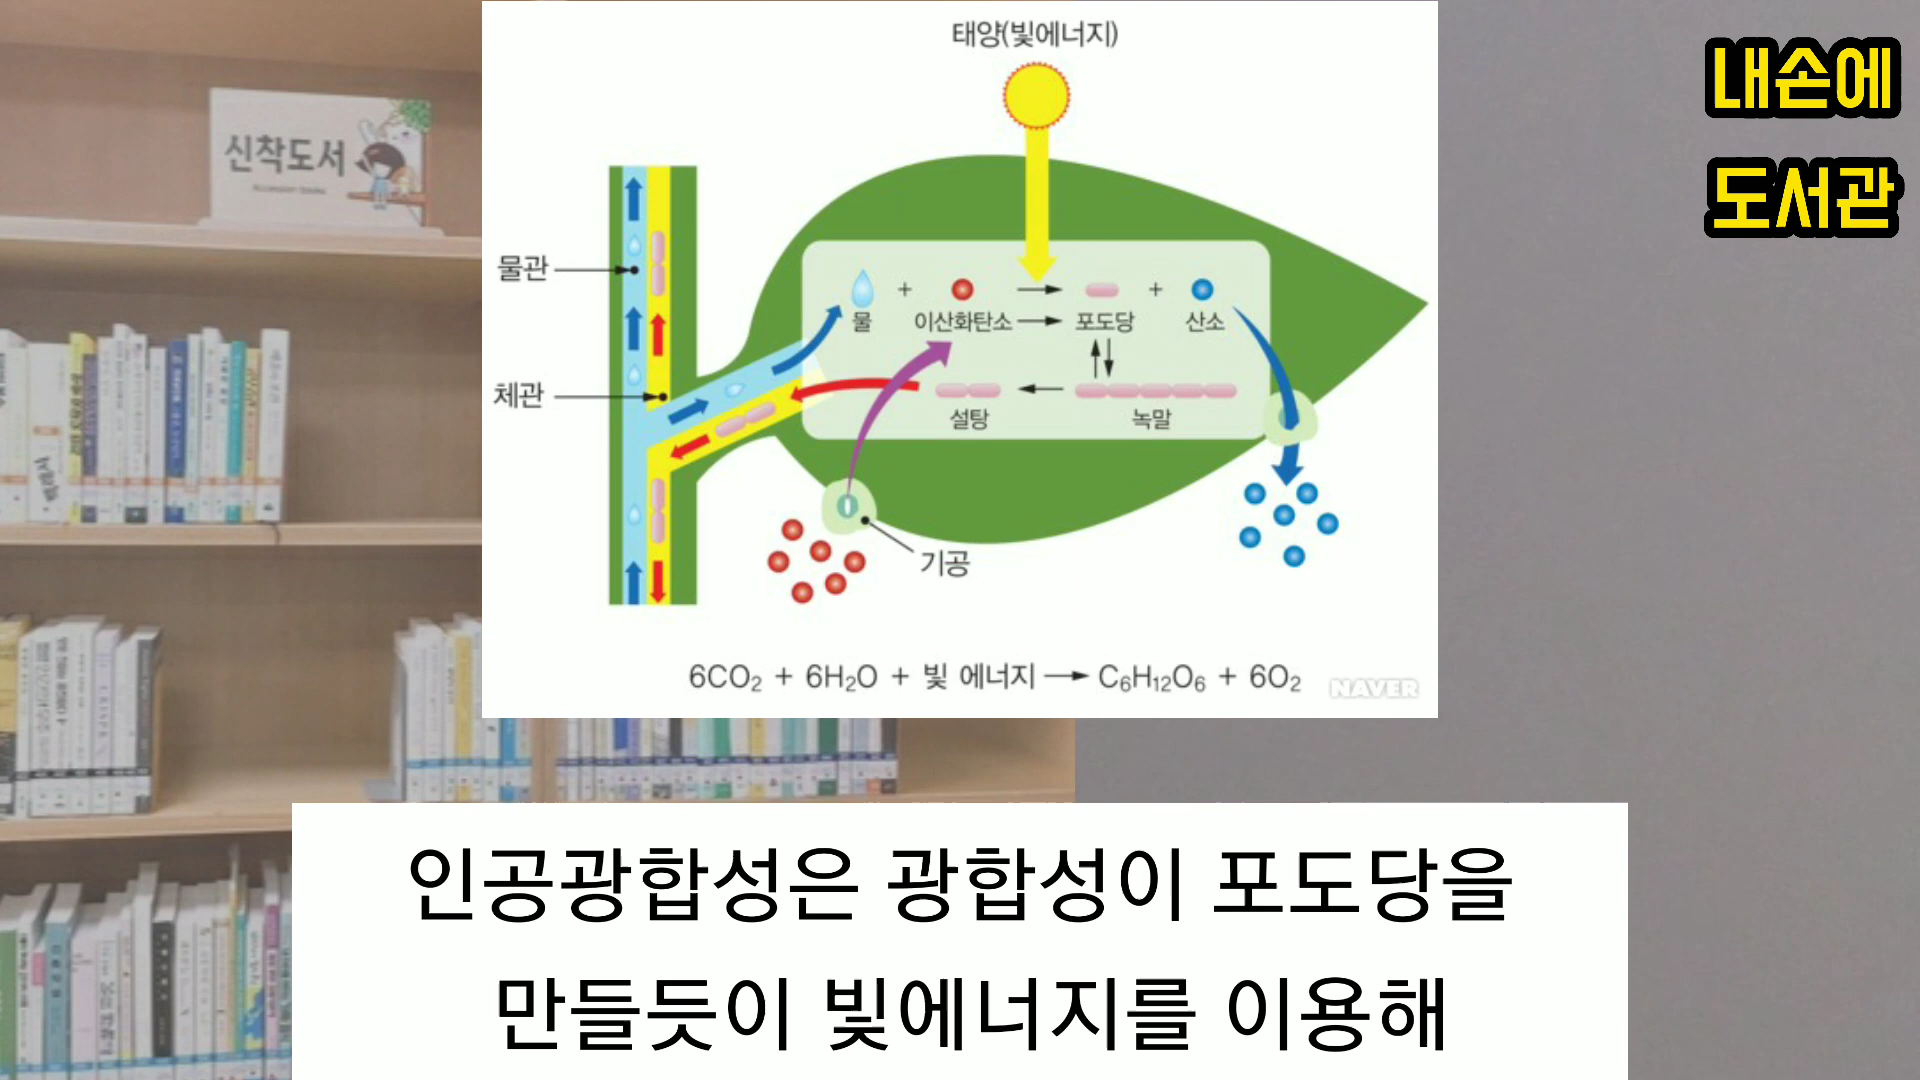 태양(빛에너지)
내손에
도서관
신착도서
물관
물 + 이산화탄소 → 포도당 + 산소
체관
설탕
녹말
기공
6CO₂ + 6H₂O + 빛 에너지 → C₆H₁₂O₆ + 6O₂
NAVER
인공광합성은 광합성이 포도당을
만들듯이 빛에너지를 이용해